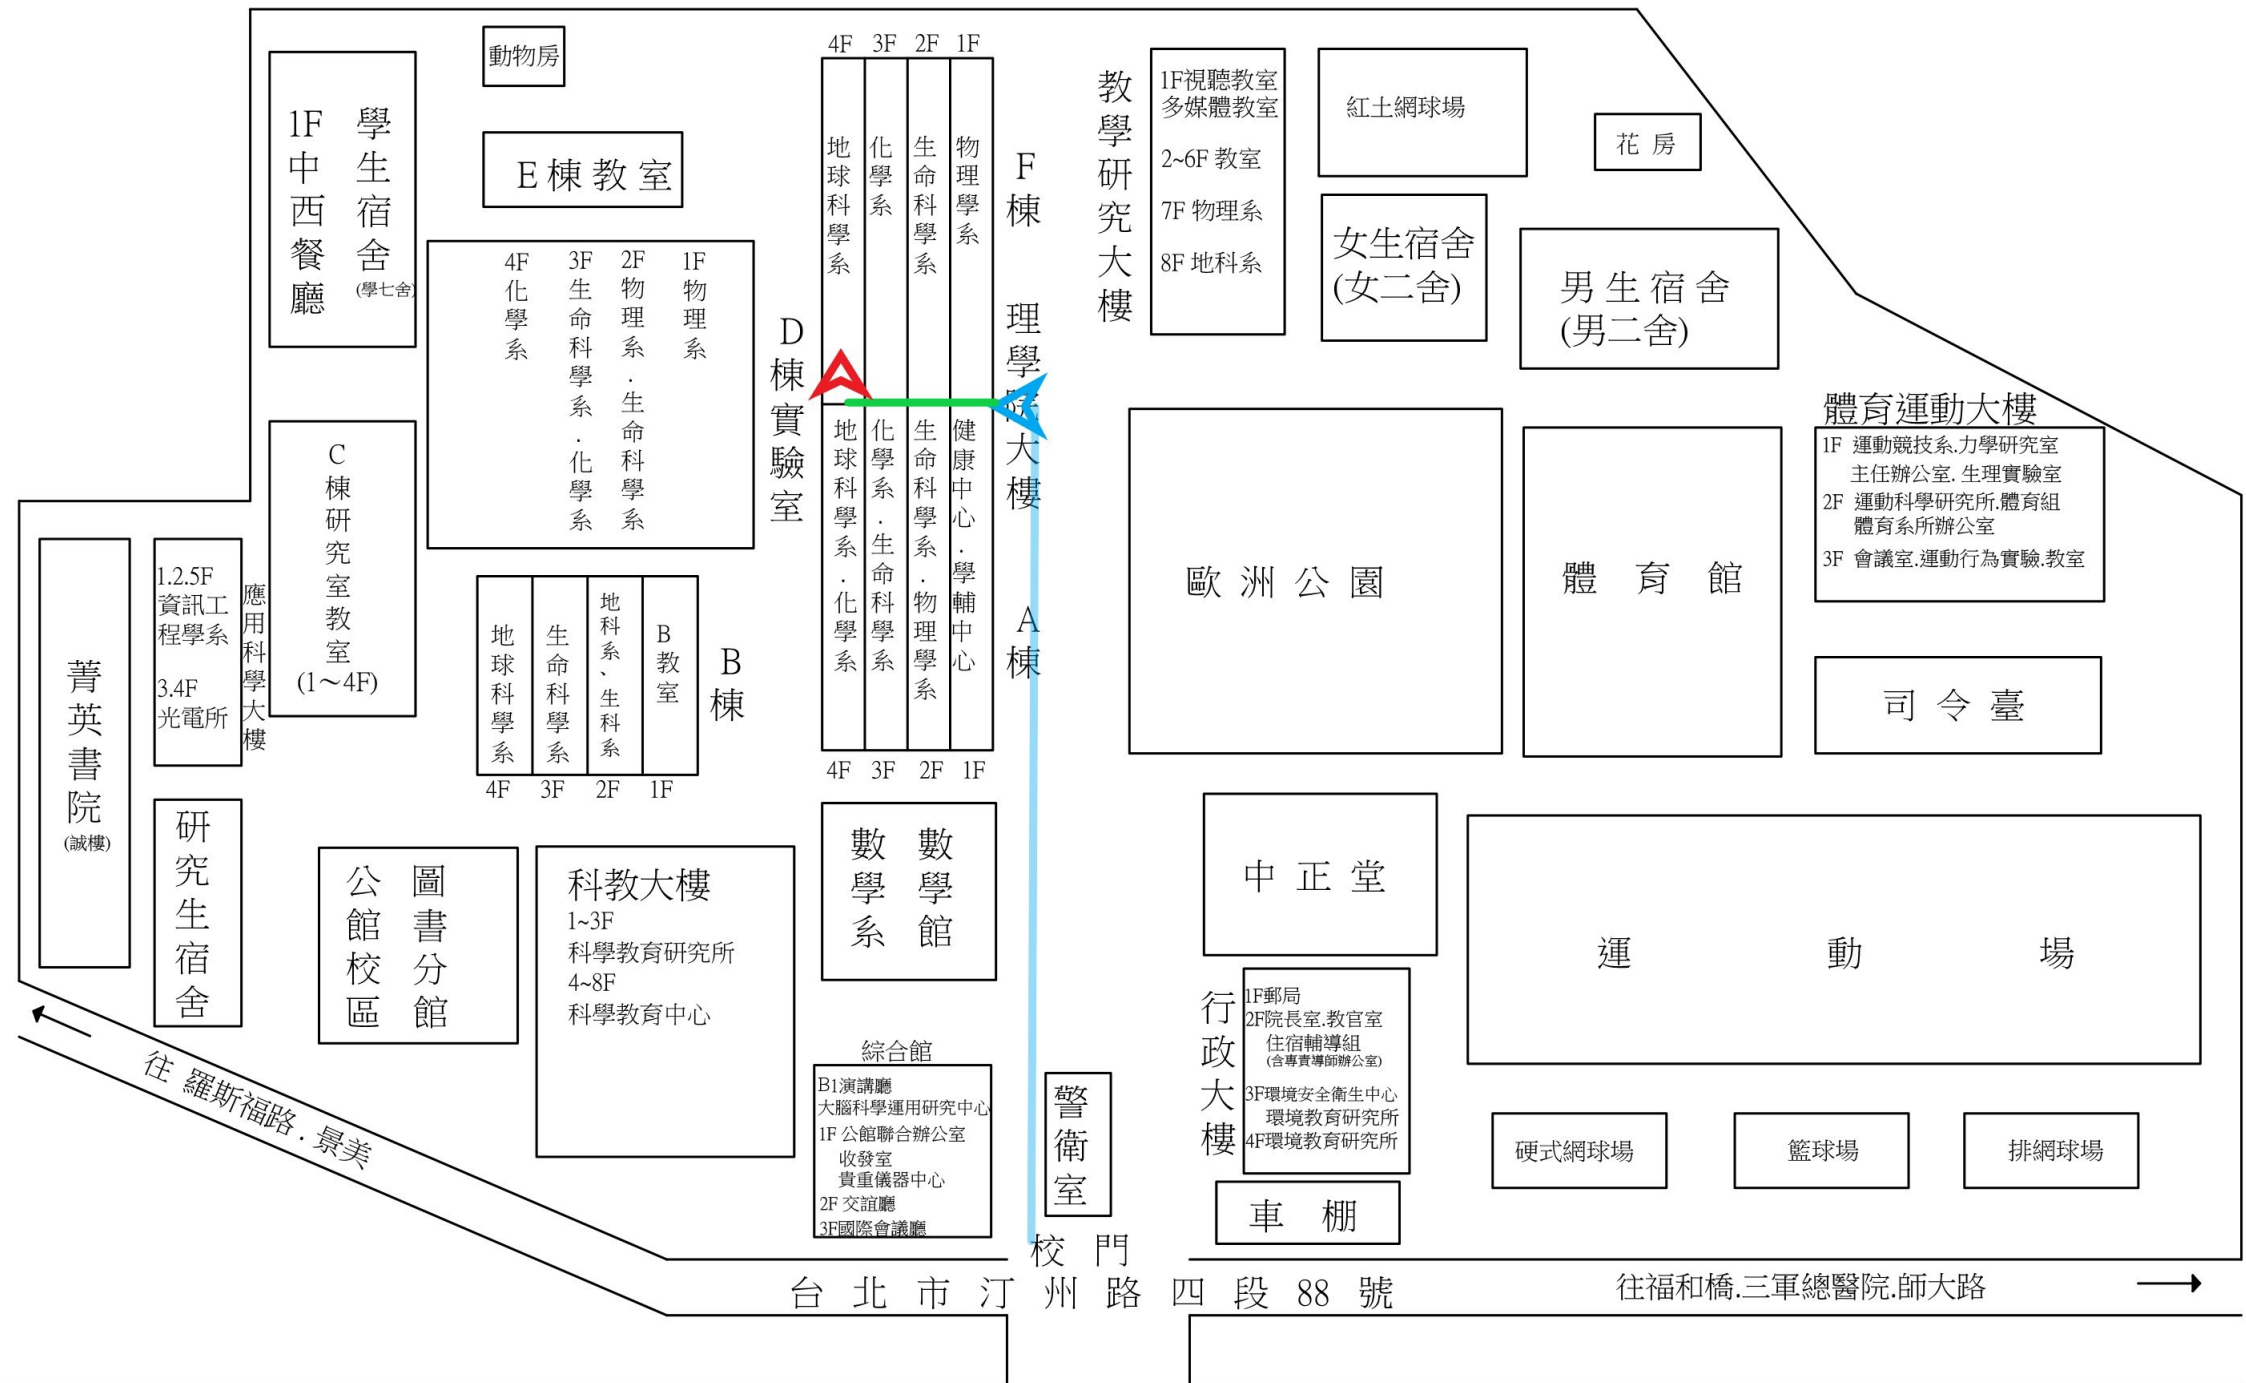 動物房
學生宿舍
(學七舍)
1F中西餐廳
E棟教室
4F 3F 2F 1F
地球科學系
化學系
生命科學系
物理學系
F棟
理學院大樓
A棟
教學研究大樓
1F視聽教室
多媒體教室
2~6F 教室
7F 物理系
8F 地科系
紅土網球場
花房
女生宿舍
(女二舍)
男生宿舍
(男二舍)
4F化學系
3F生命科學系.化學系
2F物理系.生命科學系
1F物理系
D棟實驗室
地球科學系.化學系
化學系.生命科學系
生命科學系.物理學系
健康中心.學輔中心
4F 3F 2F 1F
C棟研究室教室
(1～4F)
歐洲公園
體育館
體育運動大樓
1F 運動競技系.力學研究室
主任辦公室. 生理實驗室
2F 運動科學研究所.體育組
體育系所辦公室
3F 會議室.運動行為實驗.教室
司令臺
菁英書院
(誠樓)
1.2.5F
資訊工
程學系
3.4F
光電所
應用科學大樓
地球科學系
生命科學系
地科系、生科系
B教室
B棟
4F 3F 2F 1F
研究生宿舍
圖書分館
公館校區
科教大樓
1~3F
科學教育研究所
4~8F
科學教育中心
數學館
數學系
中正堂
運動場
綜合館
B1演講廳
大腦科學運用研究中心
1F 公館聯合辦公室
收發室
貴重儀器中心
2F 交誼廳
3F國際會議廳
警衛室
行政大樓
1F郵局
2F院長室.教官室
住宿輔導組
(含專責導師辦公室)
3F環境安全衛生中心
環境教育研究所
4F環境教育研究所
車棚
硬式網球場
籃球場
排網球場
校門
往 羅斯福路.景美
台北市汀州路四段88號
往福和橋.三軍總醫院.師大路